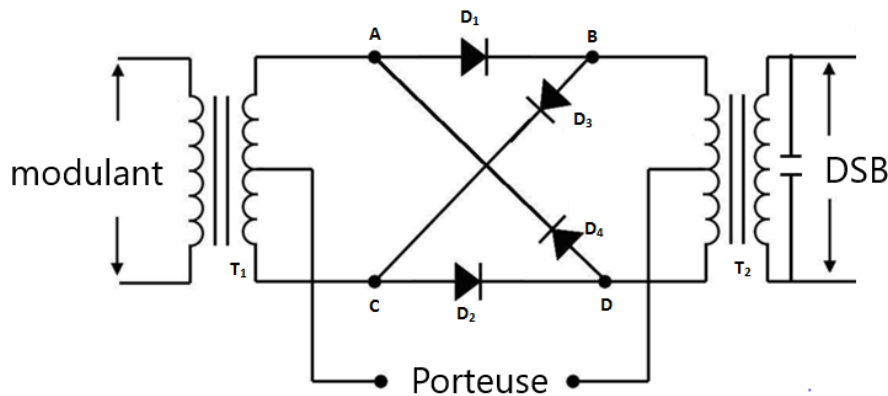 D1
A
B
D3
modulant
DSB
D4
T1
T2
C
D2
D
Porteuse